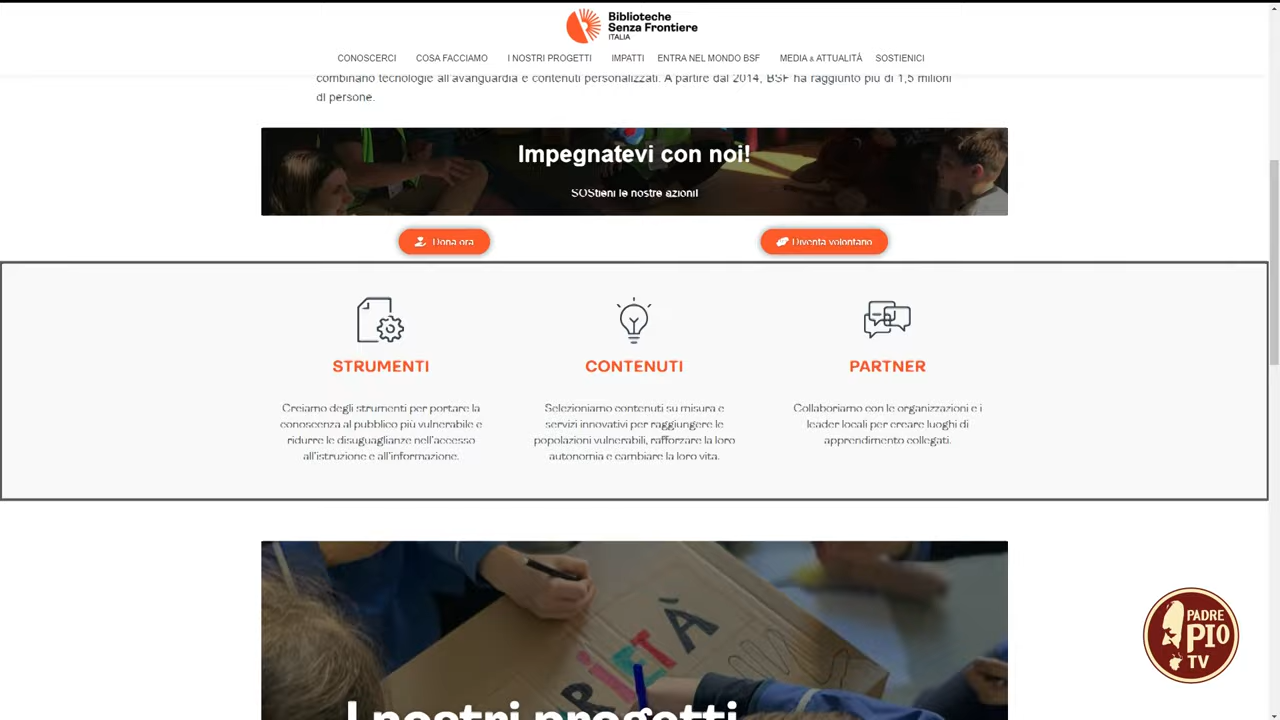 Biblioteche
Senza Frontiere
ITALIA
CONOSCERCI COSA FACCIAMO I NOSTRI PROGETTI IMPATTI ENTRA NEL MONDO BSF MEDIA & ATTUALITÀ SOSTIENICI
combinano tecnologie all'avanguardia e contenuti personalizzati. A partire dal 2014, BSF ha raggiunto più di 1,5 milioni
di persone.
Impegnatevi con noi!
SOStieni le nostre azioni!
Dona ora
Diventa volontario
STRUMENTI
Creiamo degli strumenti per portare la
conoscenza al pubblico più vulnerabile e
ridurre le disuguaglianze nell'accesso
all'istruzione e all'informazione.
CONTENUTI
Selezioniamo contenuti su misura e
servizi innovativi per raggiungere le
popolazioni vulnerabili, rafforzare la loro
autonomia e cambiare la loro vita.
PARTNER
Collaboriamo con le organizzazioni e i
leader locali per creare luoghi di
apprendimento collegati.
RIETÀ
I nostri progetti
PADRE
PIO
TV